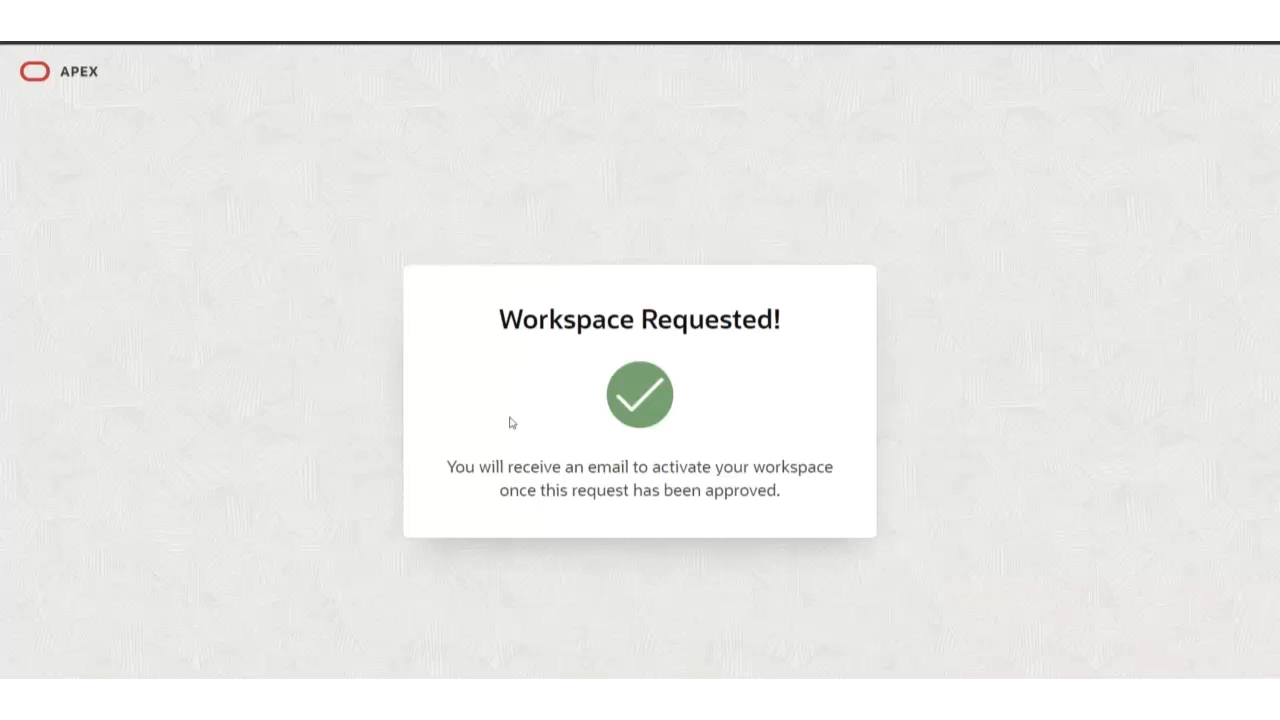 APEX
Workspace Requested!
You will receive an email to activate your workspace
once this request has been approved.